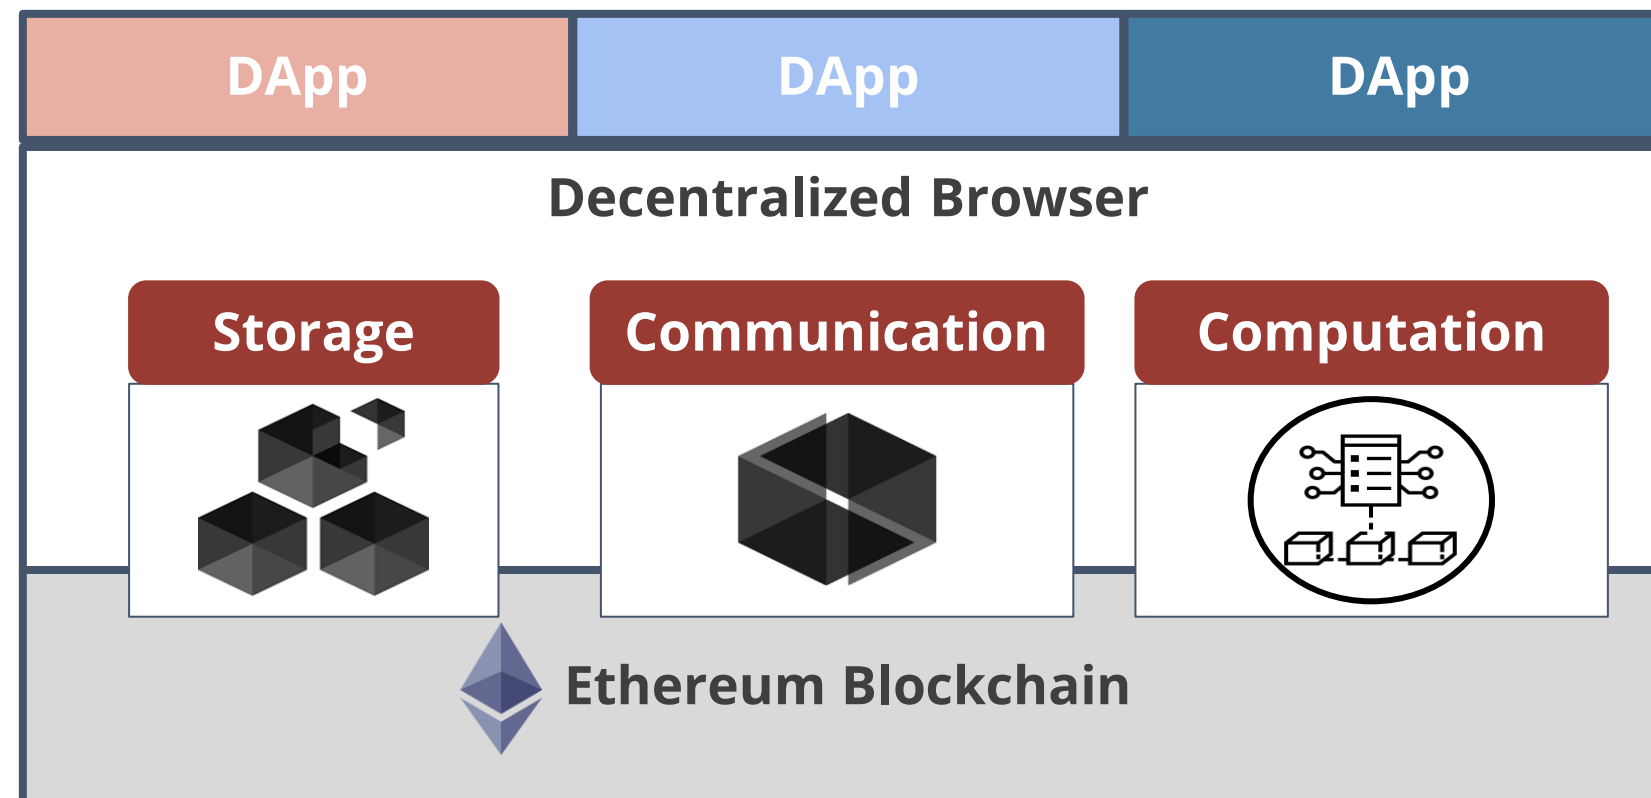 DApp
DApp
DApp
Decentralized Browser
Storage
Communication
Computation
Ethereum Blockchain